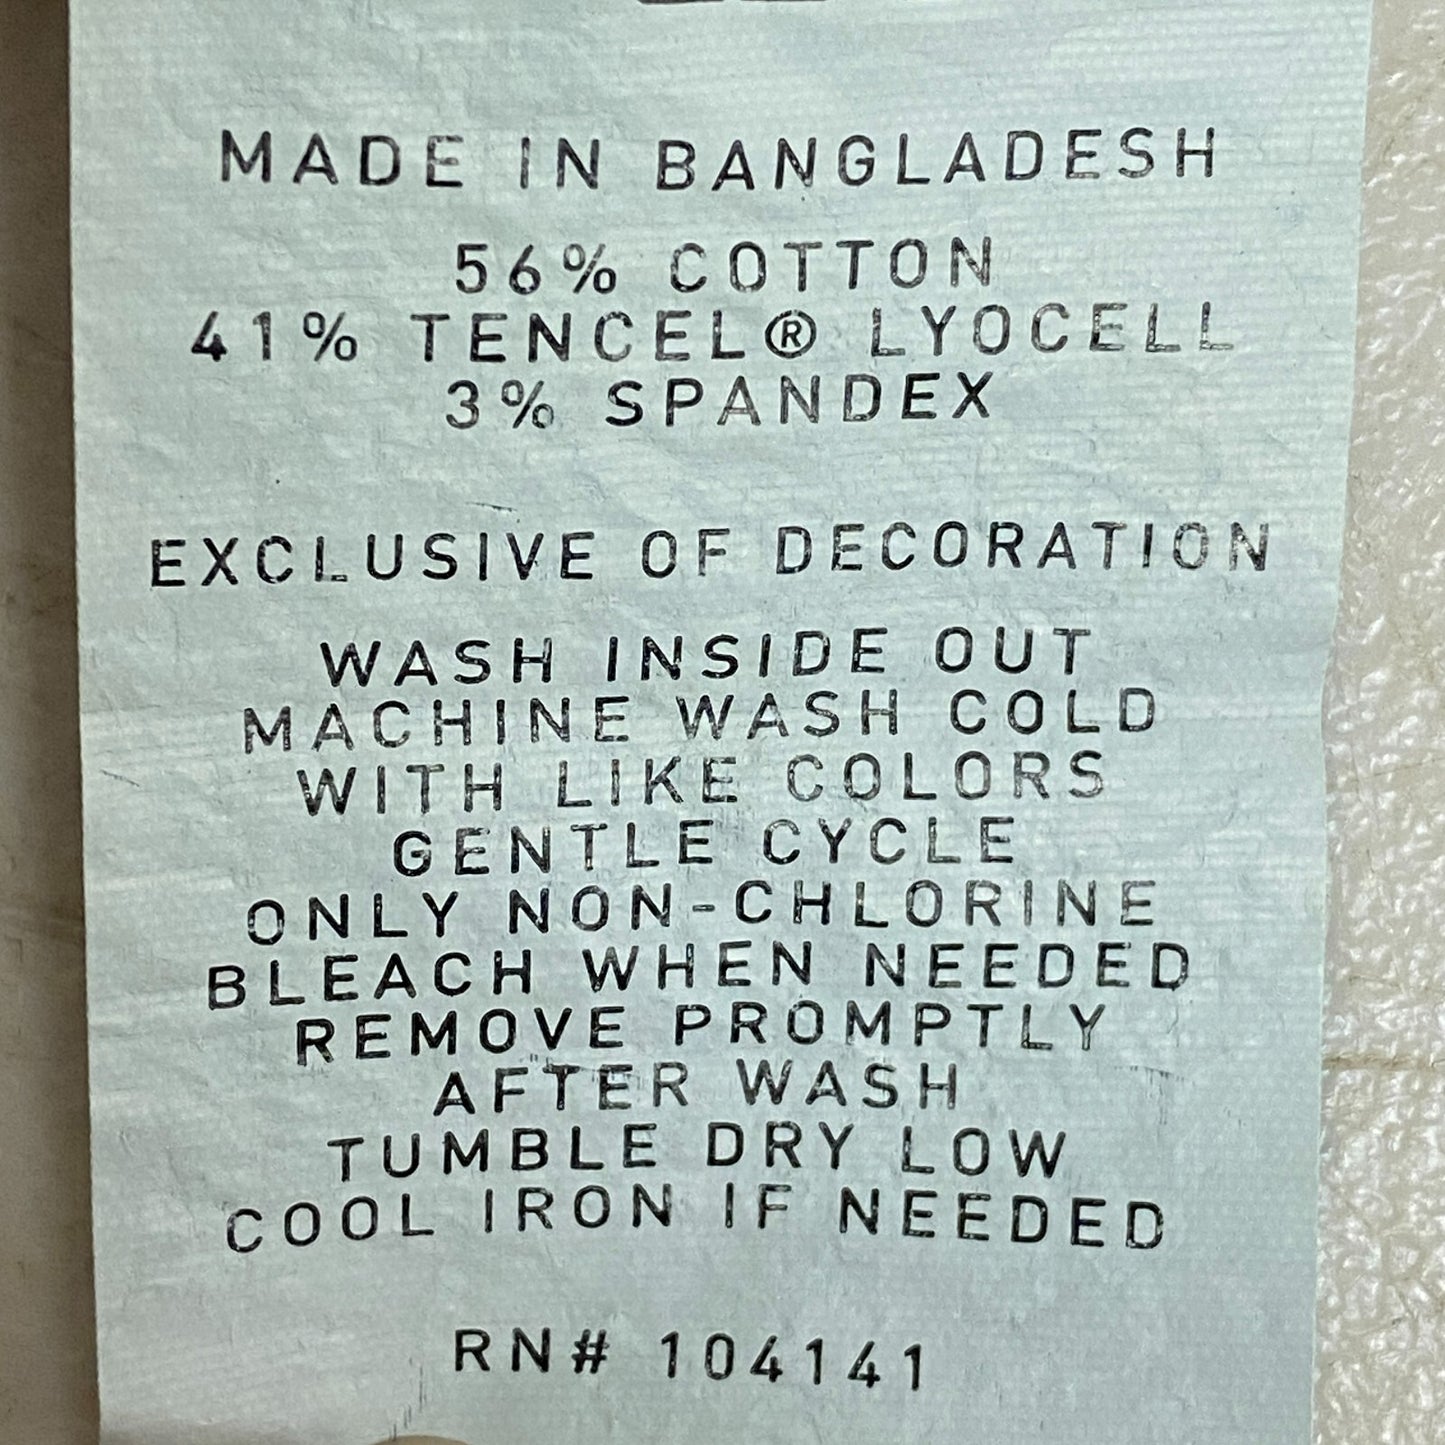 MADE IN BANGLADESH
56% COTTON
41% TENCEL® LYOCELL
3% SPANDEX
EXCLUSIVE OF DECORATION
WASH INSIDE OUT
MACHINE WASH COLD
WITH LIKE COLORS
GENTLE CYCLE
ONLY NON-CHLORINE
BLEACH WHEN NEEDED
REMOVE PROMPTLY
AFTER WASH
TUMBLE DRY LOW
COOL IRON IF NEEDED
RN# 104141